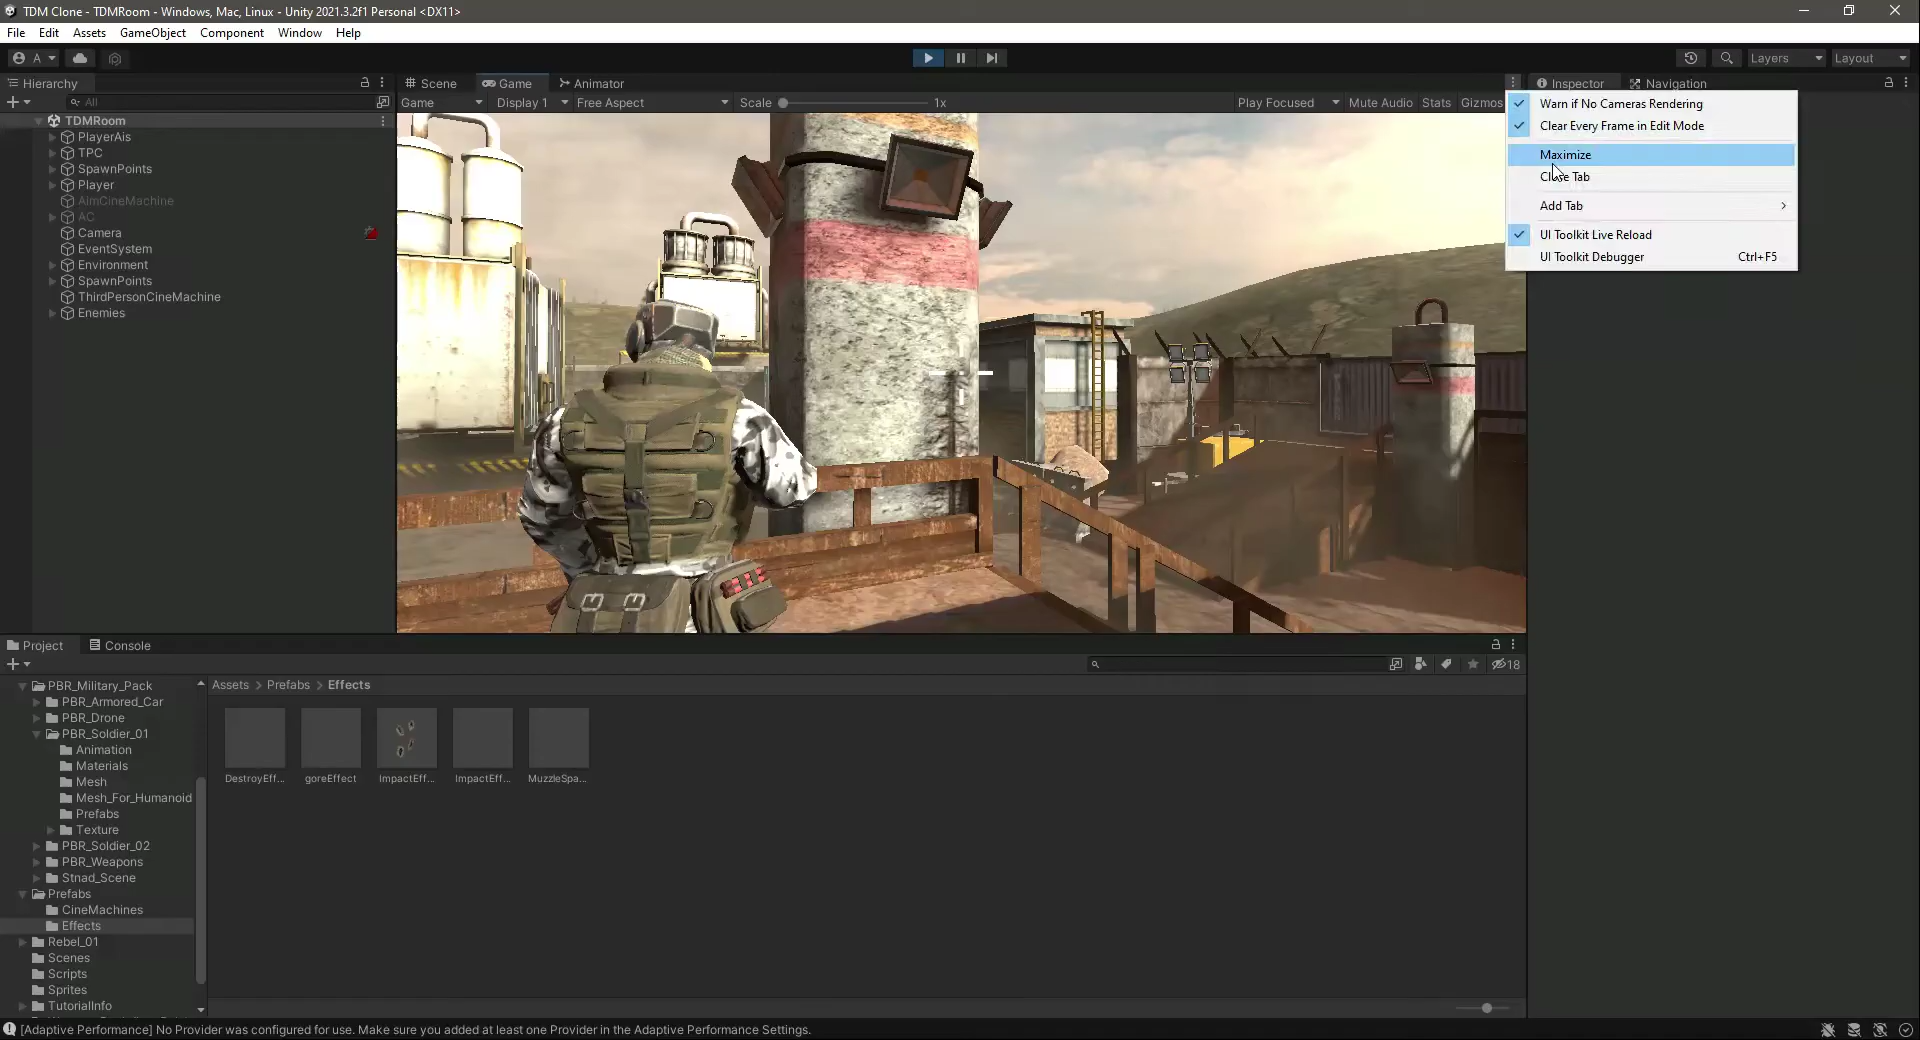 TDM Clone - TDMRoom - Windows, Mac, Linux - Unity 2021.3.2f1 Personal <DX11>
File Edit Assets GameObject Component Window Help
A Layers Layout
Hierarchy Scene Game Animator Inspector Navigation
All Game Display 1 Free Aspect Scale 1x Play Focused Mute Audio Stats Gizmos
TDMRoom
PlayerAis
TPC
SpawnPoints
Player
AimCineMachine
AC
Camera
EventSystem
Environment
SpawnPoints
ThirdPersonCineMachine
Enemies
Warn if No Cameras Rendering
Clear Every Frame in Edit Mode
Maximize
Close Tab
Add Tab
UI Toolkit Live Reload
UI Toolkit Debugger Ctrl+F5
Project Console
18
PBR_Military_Pack
PBR_Armored_Car
PBR_Drone
PBR_Soldier_01
Animation
Materials
Mesh
Mesh_For_Humanoid
Prefabs
Texture
PBR_Soldier_02
PBR_Weapons
Stnad_Scene
Prefabs
CineMachines
Effects
Rebel_01
Scenes
Scripts
Sprites
TutorialInfo
Assets > Prefabs > Effects
DestroyEff... goreEffect ImpactEff... ImpactEff... MuzzleSpa...
[Adaptive Performance] No Provider was configured for use. Make sure you added at least one Provider in the Adaptive Performance Settings.